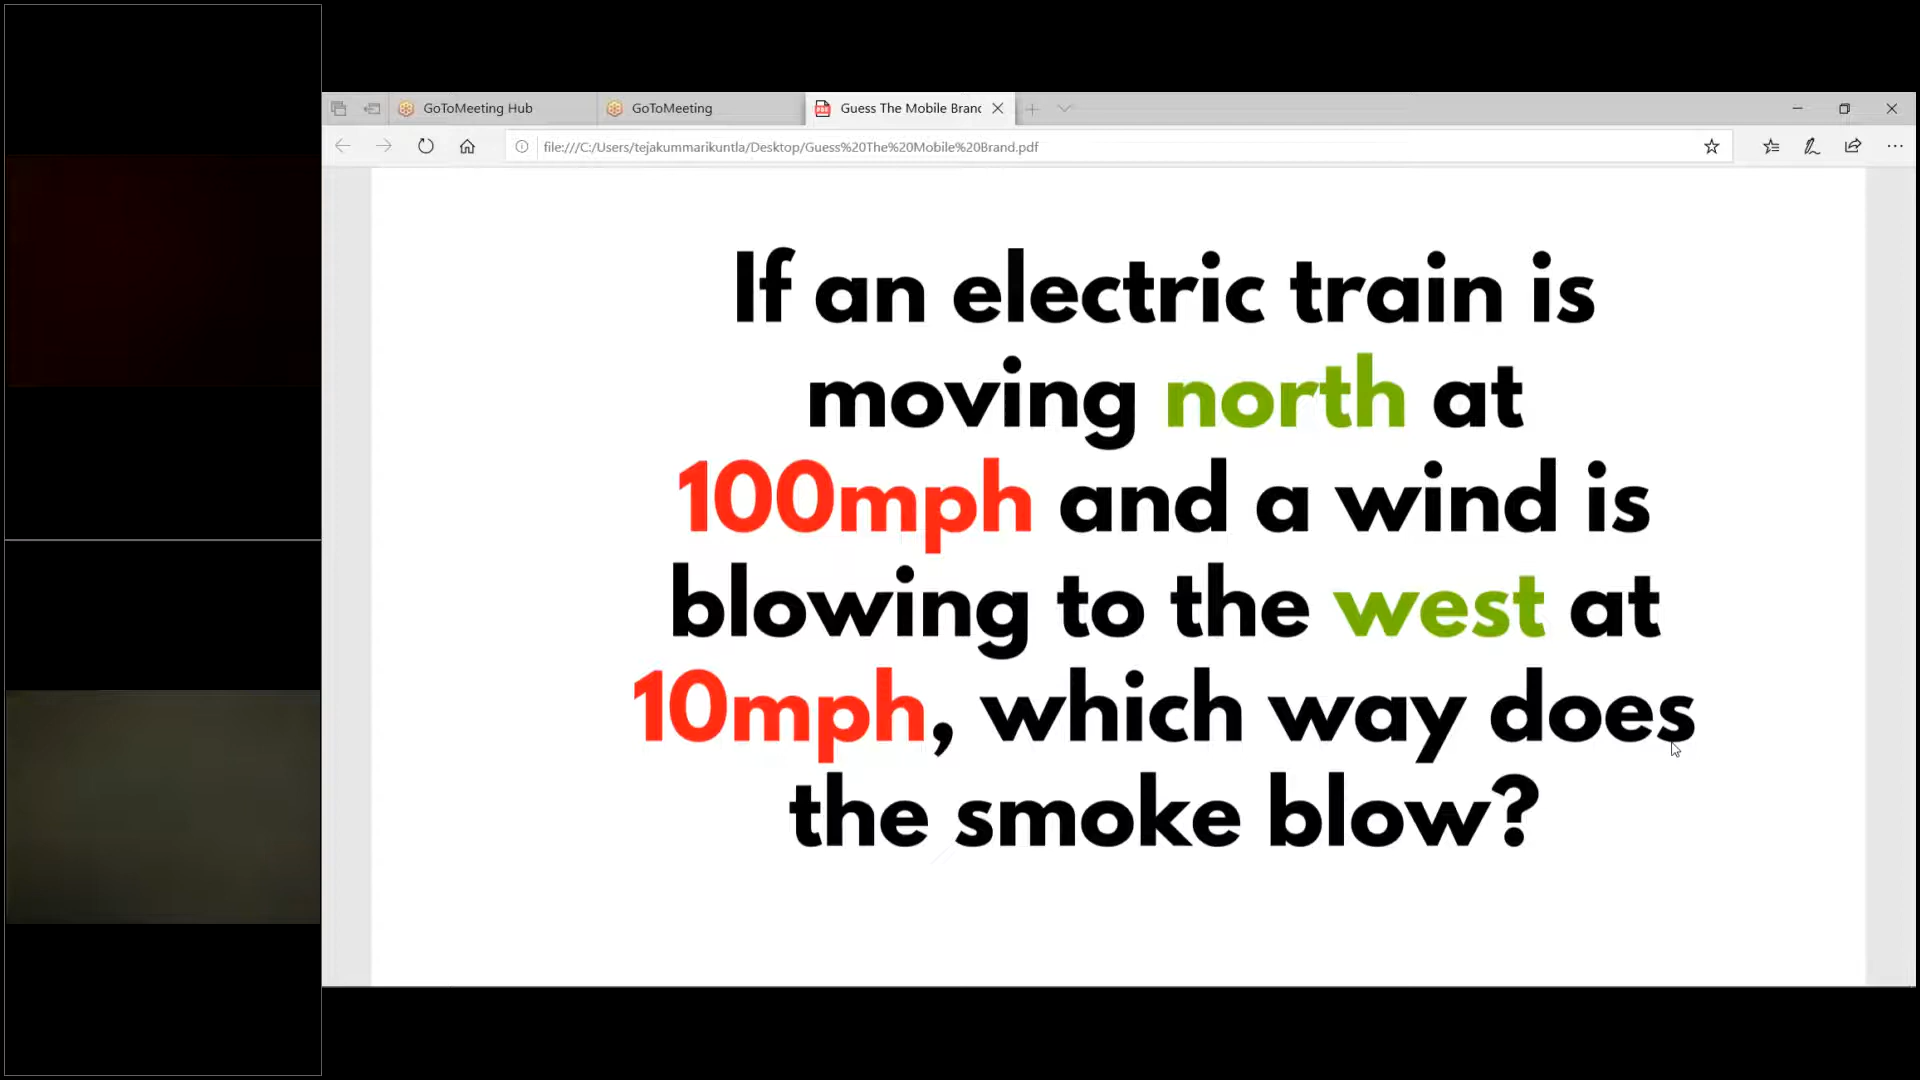 GoToMeeting Hub
GoToMeeting
Guess The Mobile Brand
file:///C:/Users/tejakummarikuntla/Desktop/Guess%20The%20Mobile%20Brand.pdf
If an electric train is
moving north at
100mph and a wind is
blowing to the west at
10mph, which way does
the smoke blow?